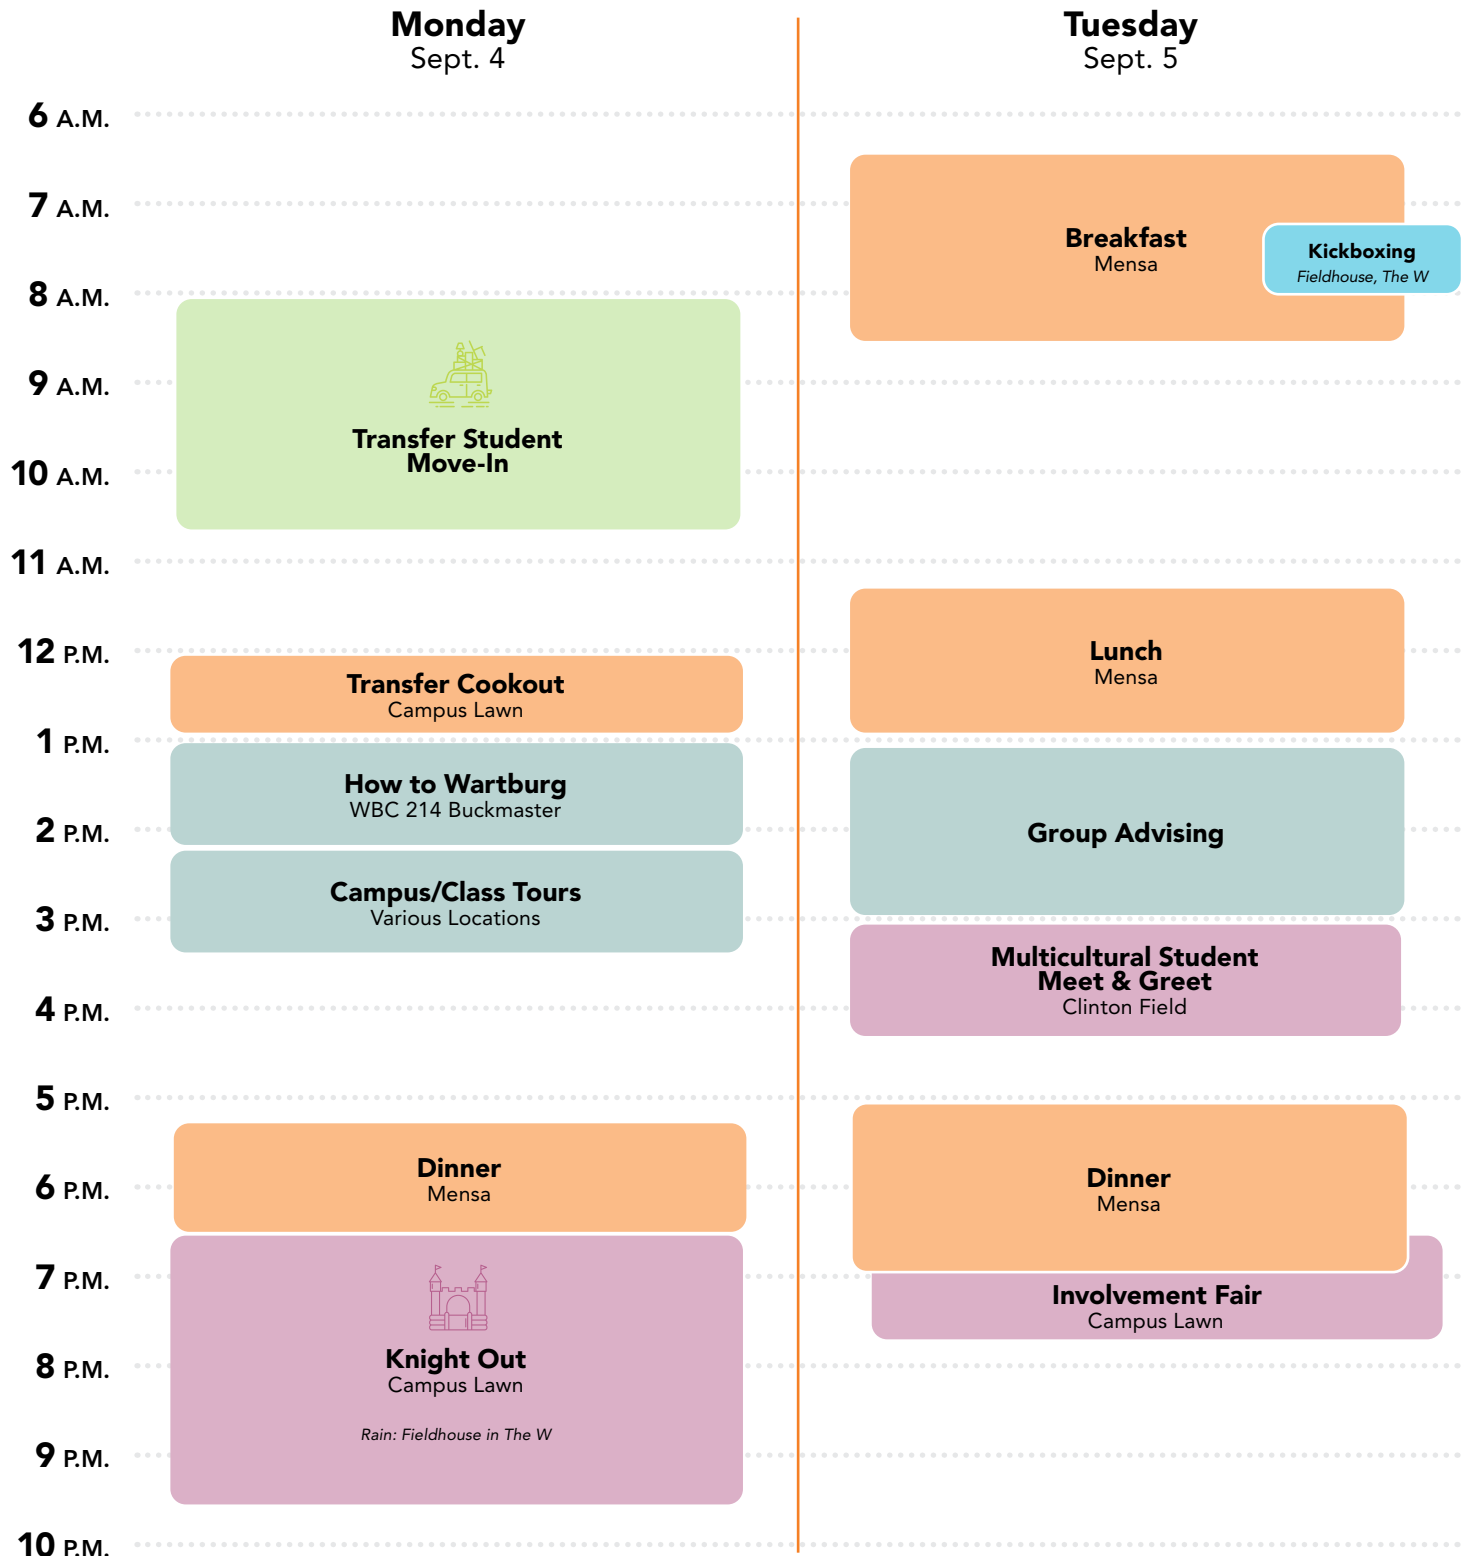 Monday
Sept. 4
Tuesday
Sept. 5
6 A.M.
7 A.M.
8 A.M.
9 A.M.
10 A.M.
11 A.M.
12 P.M.
1 P.M.
2 P.M.
3 P.M.
4 P.M.
5 P.M.
6 P.M.
7 P.M.
8 P.M.
9 P.M.
10 P.M.
Transfer Student
Move-In
Transfer Cookout
Campus Lawn
How to Wartburg
WBC 214 Buckmaster
Campus/Class Tours
Various Locations
Dinner
Mensa
Knight Out
Campus Lawn
Rain: Fieldhouse in The W
Breakfast
Mensa
Kickboxing
Fieldhouse, The W
Lunch
Mensa
Group Advising
Multicultural Student
Meet & Greet
Clinton Field
Dinner
Mensa
Involvement Fair
Campus Lawn